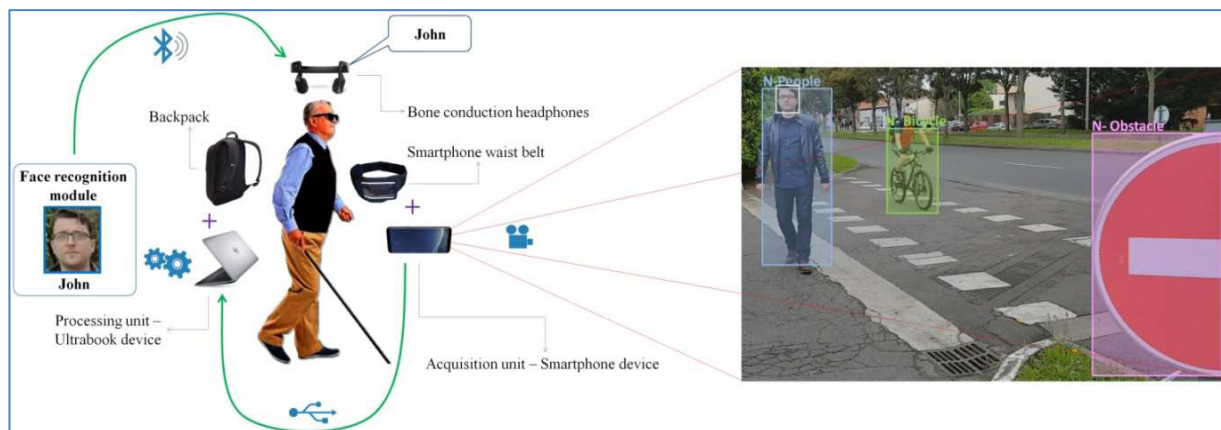 John
Bone conduction headphones
Backpack
Smartphone waist belt
Face recognition
module
John
Processing unit –
Ultrabook device
Acquisition unit – Smartphone device
N-People
N- Bicycle
N- Obstacle